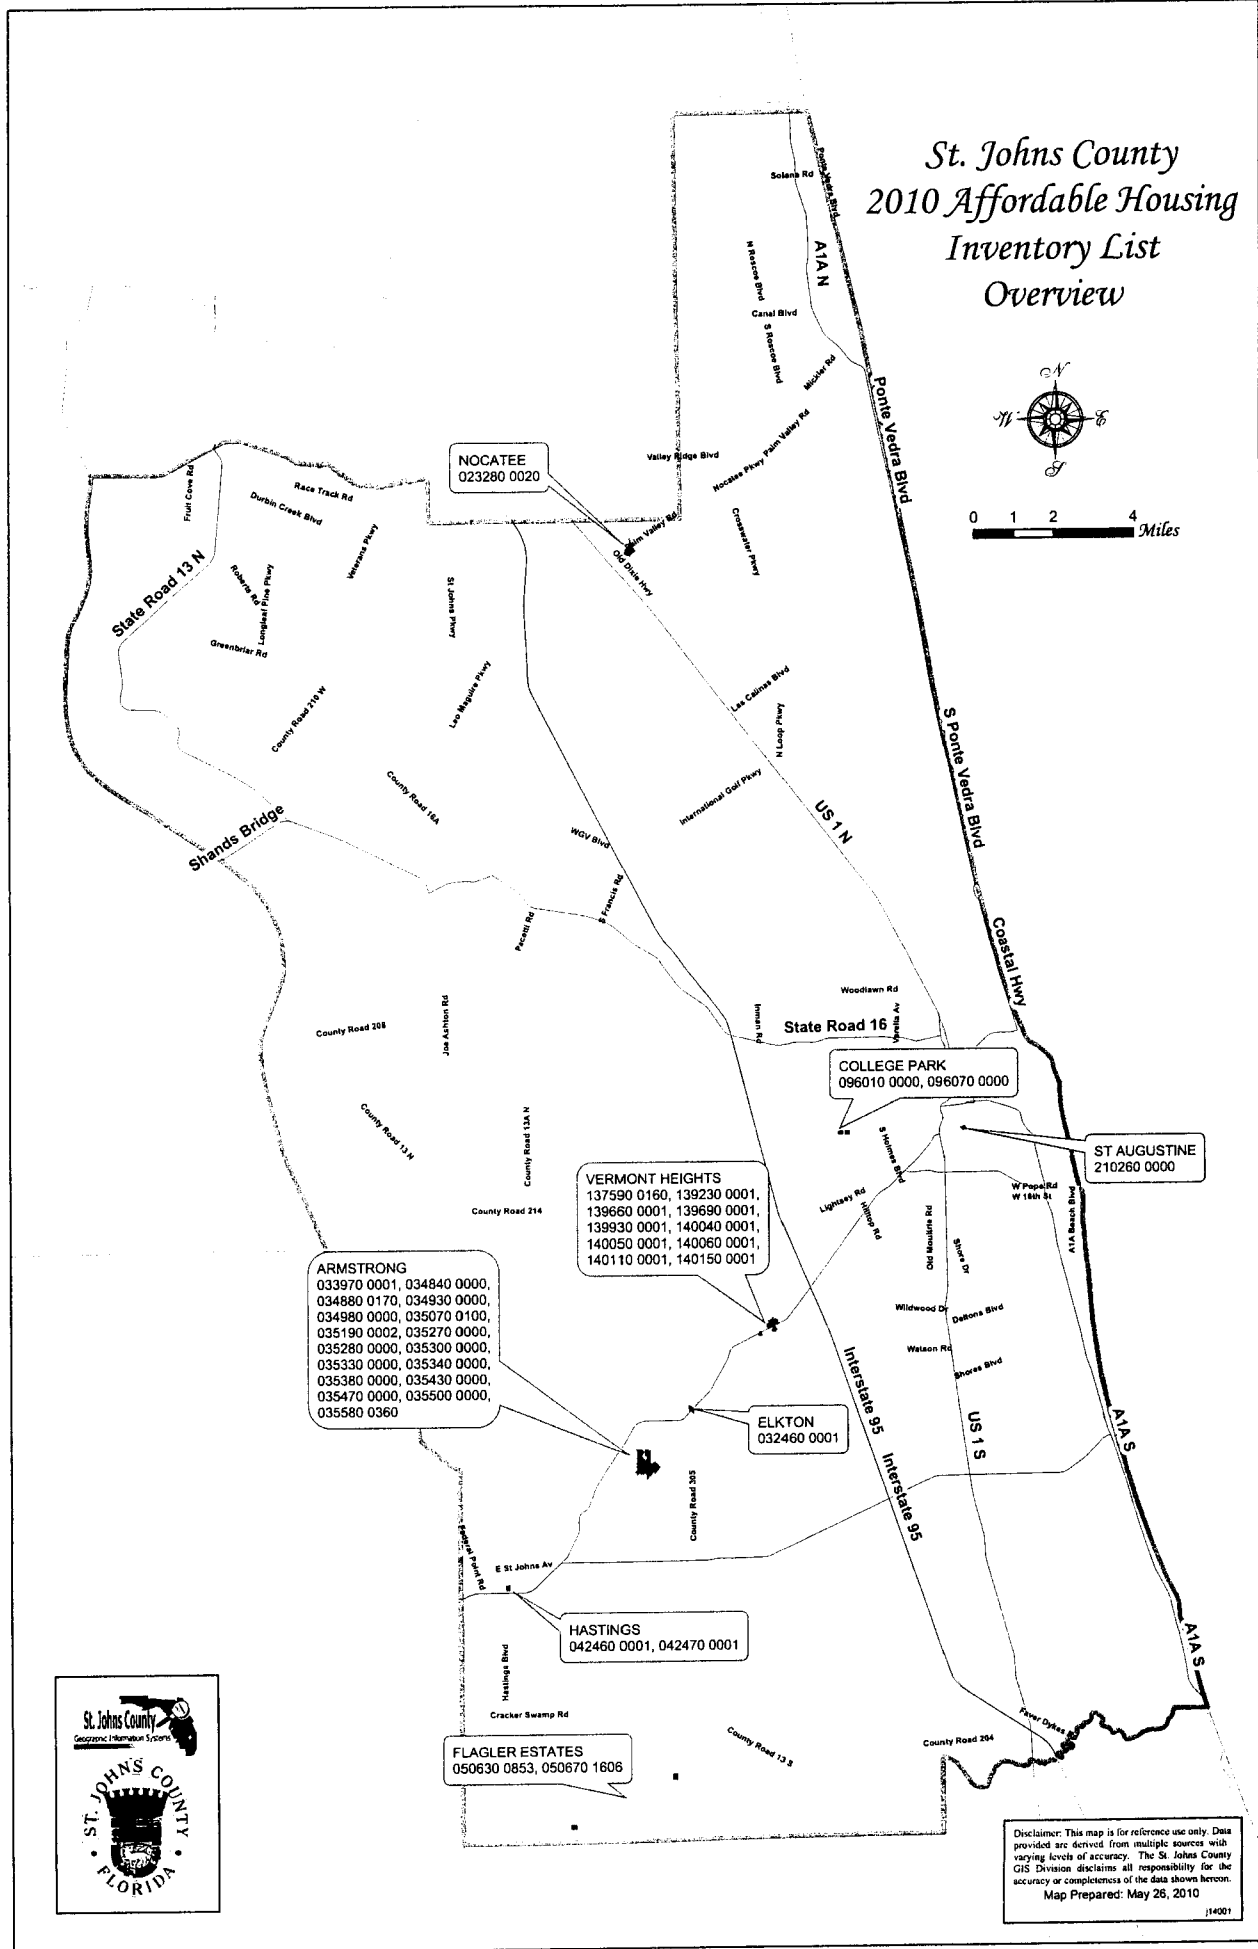 St. Johns County
2010 Affordable Housing
Inventory List
Overview
N
W
E
S
0 1 2 4
Miles
Solana Rd
Ponte Vedra Blvd
A1A N
N Roscoe Blvd
Canal Blvd
S Roscoe Blvd
Mickler Rd
Ponte Vedra Blvd
Palm Valley Rd
Valley Ridge Blvd
Nocatee Pkwy
NOCATEE
023280 0020
Fruit Cove Rd
Race Track Rd
Durbin Creek Blvd
Veterans Pkwy
Palm Valley Rd
Old Dixie Hwy
Crosswater Pkwy
State Road 13 N
Roberts Rd
Longleaf Pine Pkwy
St Johns Pkwy
Greenbriar Rd
County Road 210 W
Leo Maguire Pkwy
Las Calinas Blvd
N Loop Pkwy
S Ponte Vedra Blvd
County Road 16A
International Golf Pkwy
US 1 N
Shands Bridge
WGV Blvd
S Francis Rd
Pacetti Rd
Coastal Hwy
Woodlawn Rd
County Road 208
Joe Ashton Rd
Inman Rd
State Road 16
Varella Av
COLLEGE PARK
096010 0000, 096070 0000
County Road 13 N
County Road 13A N
S Holmes Blvd
ST AUGUSTINE
210260 0000
VERMONT HEIGHTS
137590 0160, 139230 0001,
139660 0001, 139690 0001,
139930 0001, 140040 0001,
140050 0001, 140060 0001,
140110 0001, 140150 0001
W Pope Rd
W 16th St
Lightsey Rd
Hilltop Rd
Old Moultrie Rd
Shore Dr
A1A Beach Blvd
County Road 214
ARMSTRONG
033970 0001, 034840 0000,
034880 0170, 034930 0000,
034980 0000, 035070 0100,
035190 0002, 035270 0000,
035280 0000, 035300 0000,
035330 0000, 035340 0000,
035380 0000, 035430 0000,
035470 0000, 035500 0000,
035580 0360
Wildwood Dr
Deltona Blvd
Watson Rd
Shores Blvd
Interstate 95
ELKTON
032460 0001
US 1 S
A1A S
Interstate 95
County Road 305
Federal Point Rd
E St Johns Av
HASTINGS
042460 0001, 042470 0001
A1A S
Hastings Blvd
Cracker Swamp Rd
Faver Dykes
County Road 204
County Road 13 S
FLAGLER ESTATES
050630 0853, 050670 1606
St. Johns County
Geographic Information Systems
ST. JOHNS COUNTY
• FLORIDA •
Disclaimer: This map is for reference use only. Data
provided are derived from multiple sources with
varying levels of accuracy. The St. Johns County
GIS Division disclaims all responsibility for the
accuracy or completeness of the data shown hereon.
Map Prepared: May 26, 2010
j14001